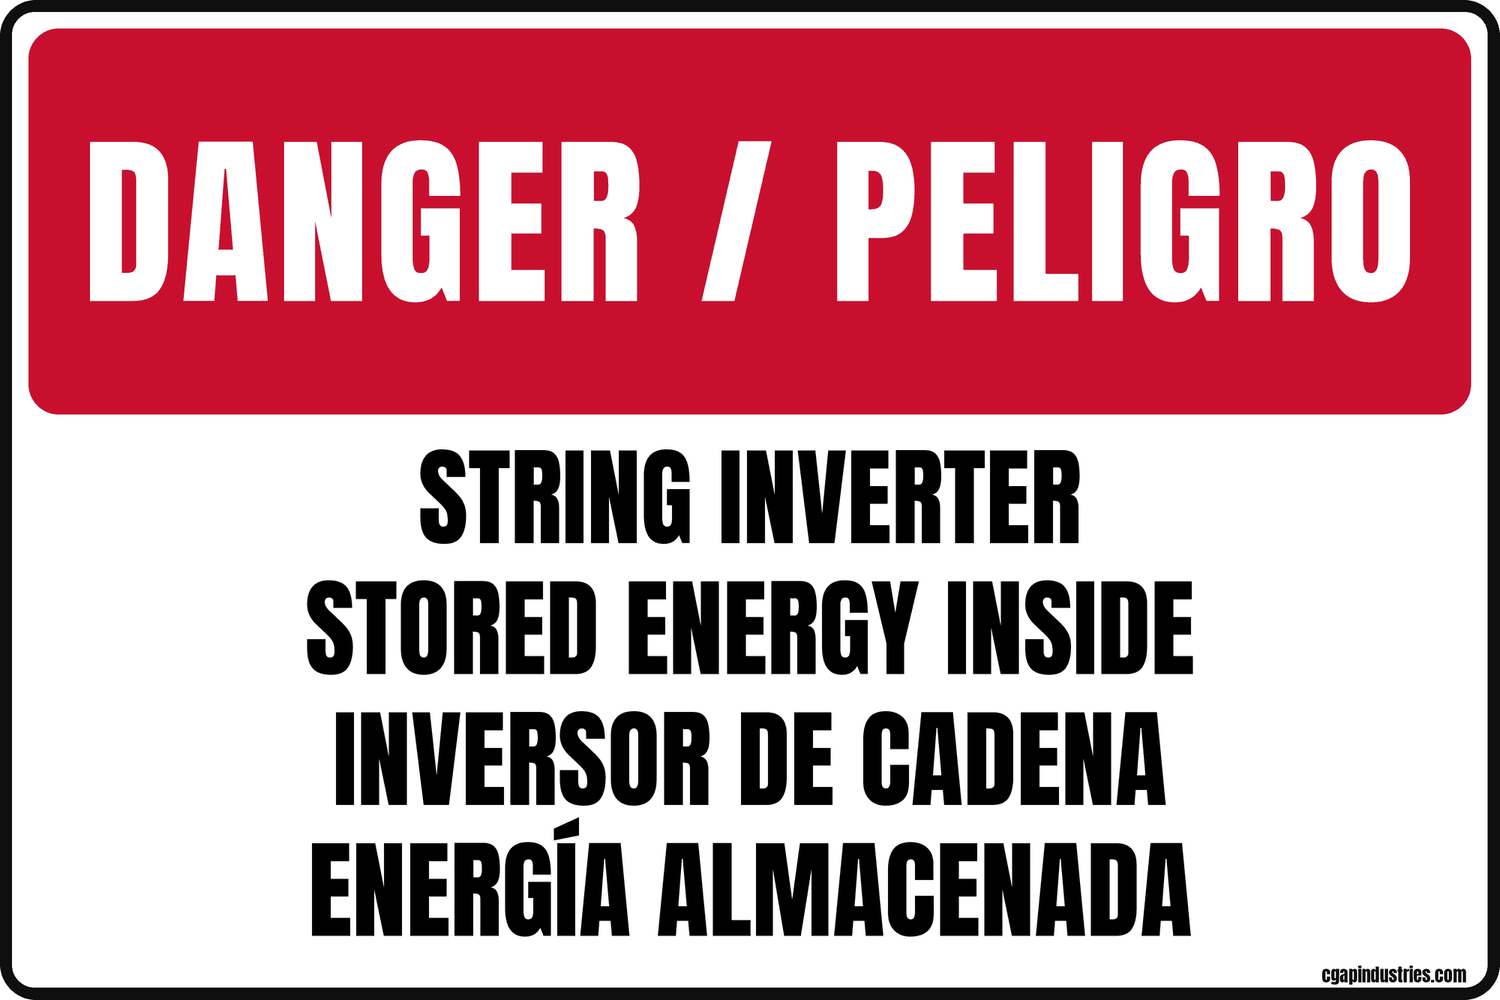 DANGER / PELIGRO
STRING INVERTER
STORED ENERGY INSIDE
INVERSOR DE CADENA
ENERGÍA ALMACENADA
cgapindustries.com